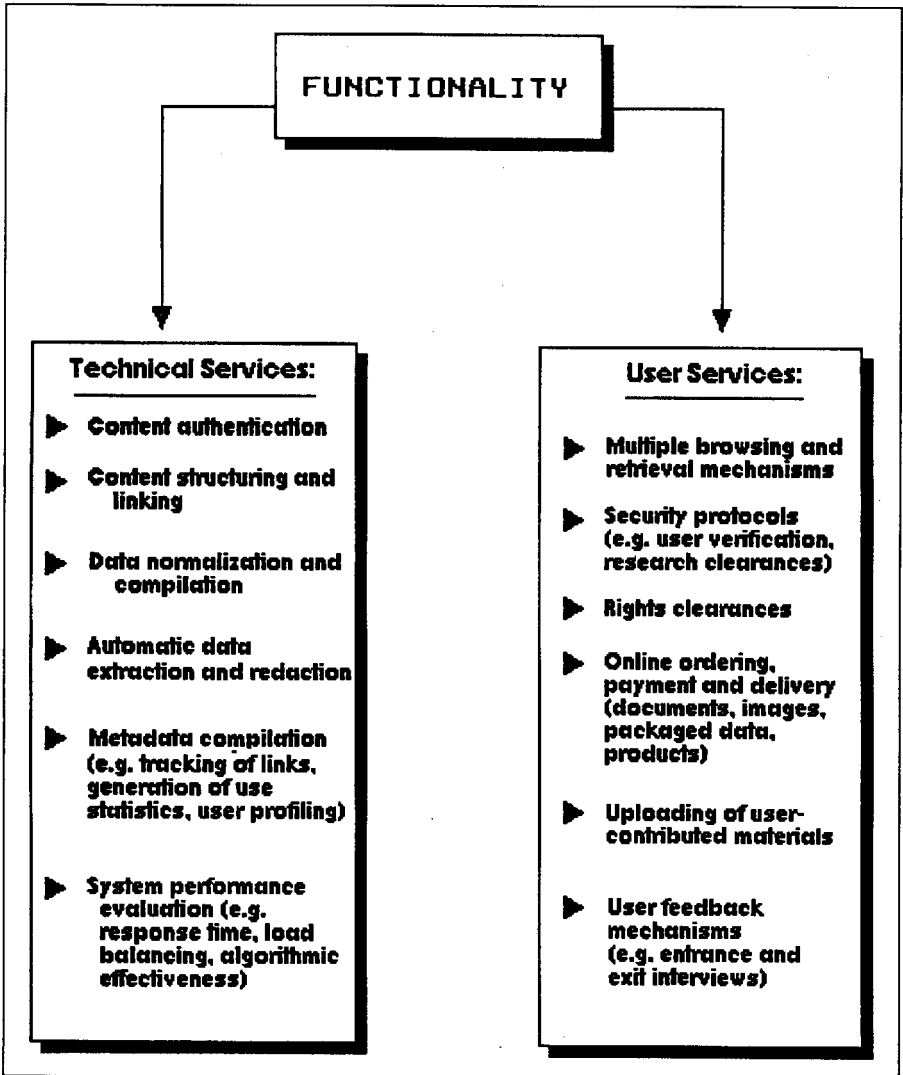 FUNCTIONALITY
Technical Services:
Content authentication
Content structuring and
linking
Data normalization and
compilation
Automatic data
extraction and redaction
Metadata compilation
(e.g. tracking of links,
generation of use
statistics, user profiling)
System performance
evaluation (e.g.
response time, load
balancing, algorithmic
effectiveness)
User Services:
Multiple browsing and
retrieval mechanisms
Security protocols
(e.g. user verification,
research clearances)
Rights clearances
Online ordering,
payment and delivery
(documents, images,
packaged data,
products)
Uploading of user-
contributed materials
User feedback
mechanisms
(e.g. entrance and
exit interviews)